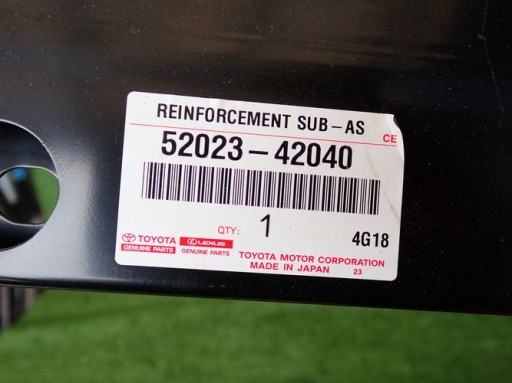 REINFORCEMENT SUB-AS
CE
52023-42040
QTY: 1
4G18
TOYOTA LEXUS
GENUINE PARTS GENUINE PARTS
TOYOTA MOTOR CORPORATION
MADE IN JAPAN 23